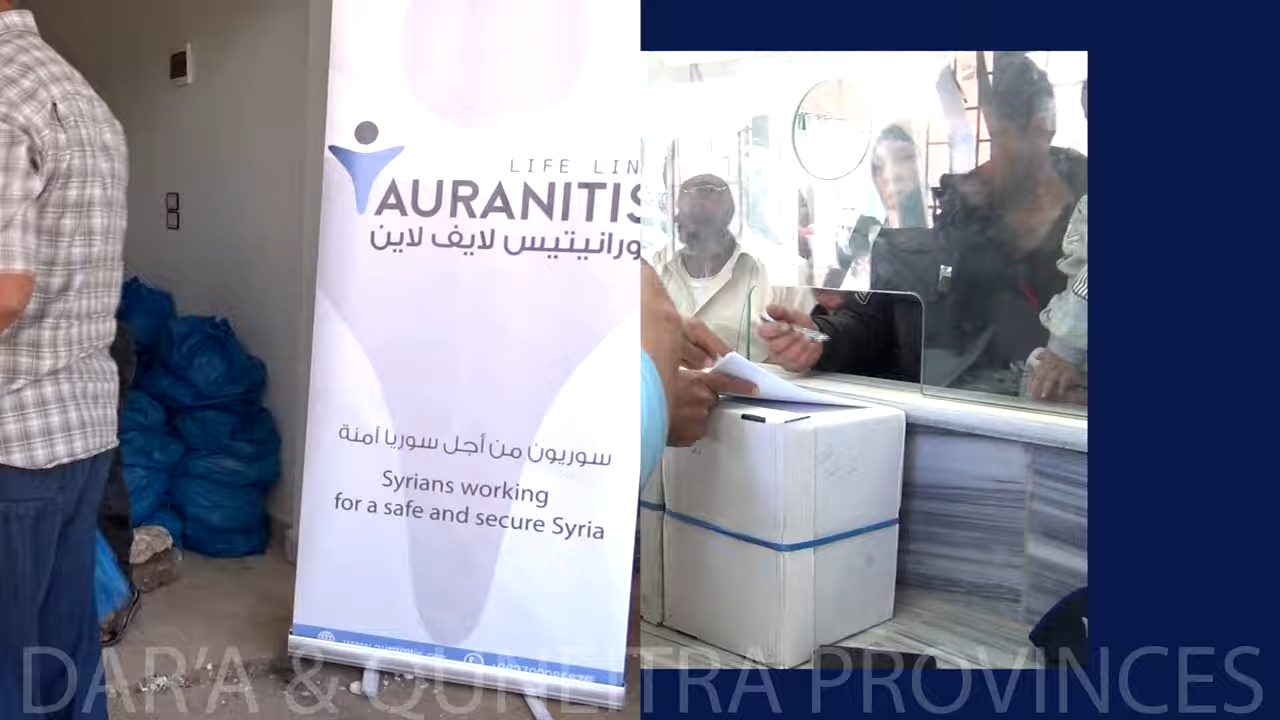 LIFE LIN
AURANITIS
ورانيتيس لايف لاين
سوريون من أجل سوريا آمنة
Syrians working
for a safe and secure Syria
DAR'A & QUNEITRA PROVINCES